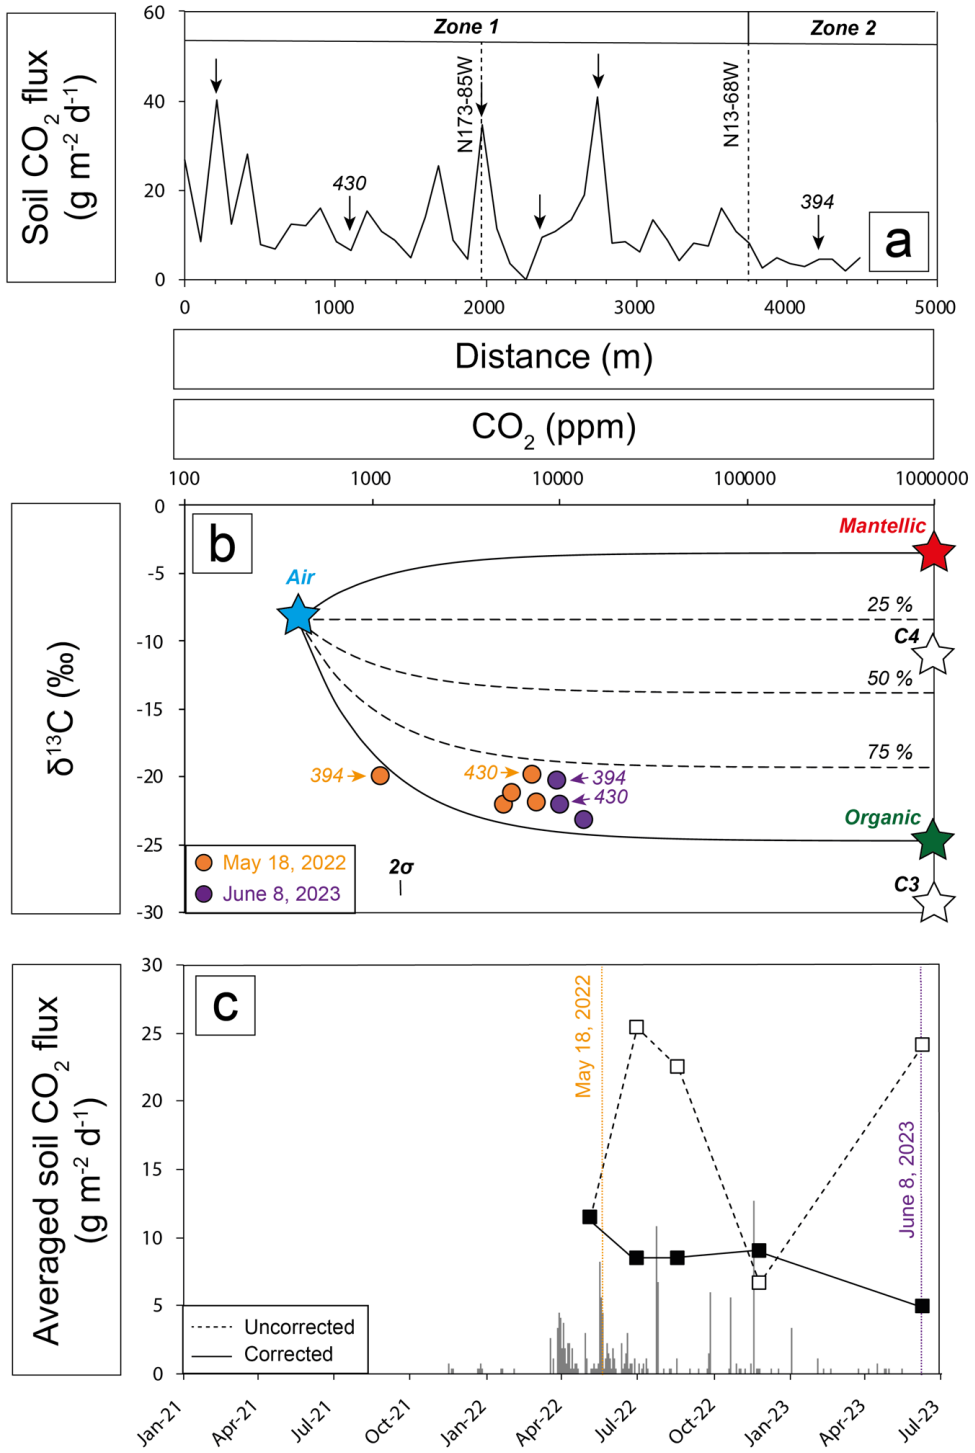 Soil CO2 flux
(g m-2 d-1)
60
40
20
0
Zone 1
Zone 2
N173-85W
N13-68W
430
394
a
0
1000
2000
3000
4000
5000
Distance (m)
CO2 (ppm)
100
1000
10000
100000
1000000
δ13C (‰)
0
-5
-10
-15
-20
-25
-30
b
Mantellic
Air
25 %
C4
50 %
75 %
394
430
394
430
Organic
C3
May 18, 2022
June 8, 2023
2σ
Averaged soil CO2 flux
(g m-2 d-1)
30
25
20
15
10
5
0
c
May 18, 2022
June 8, 2023
Uncorrected
Corrected
Jan-21
Apr-21
Jul-21
Oct-21
Jan-22
Apr-22
Jul-22
Oct-22
Jan-23
Apr-23
Jul-23